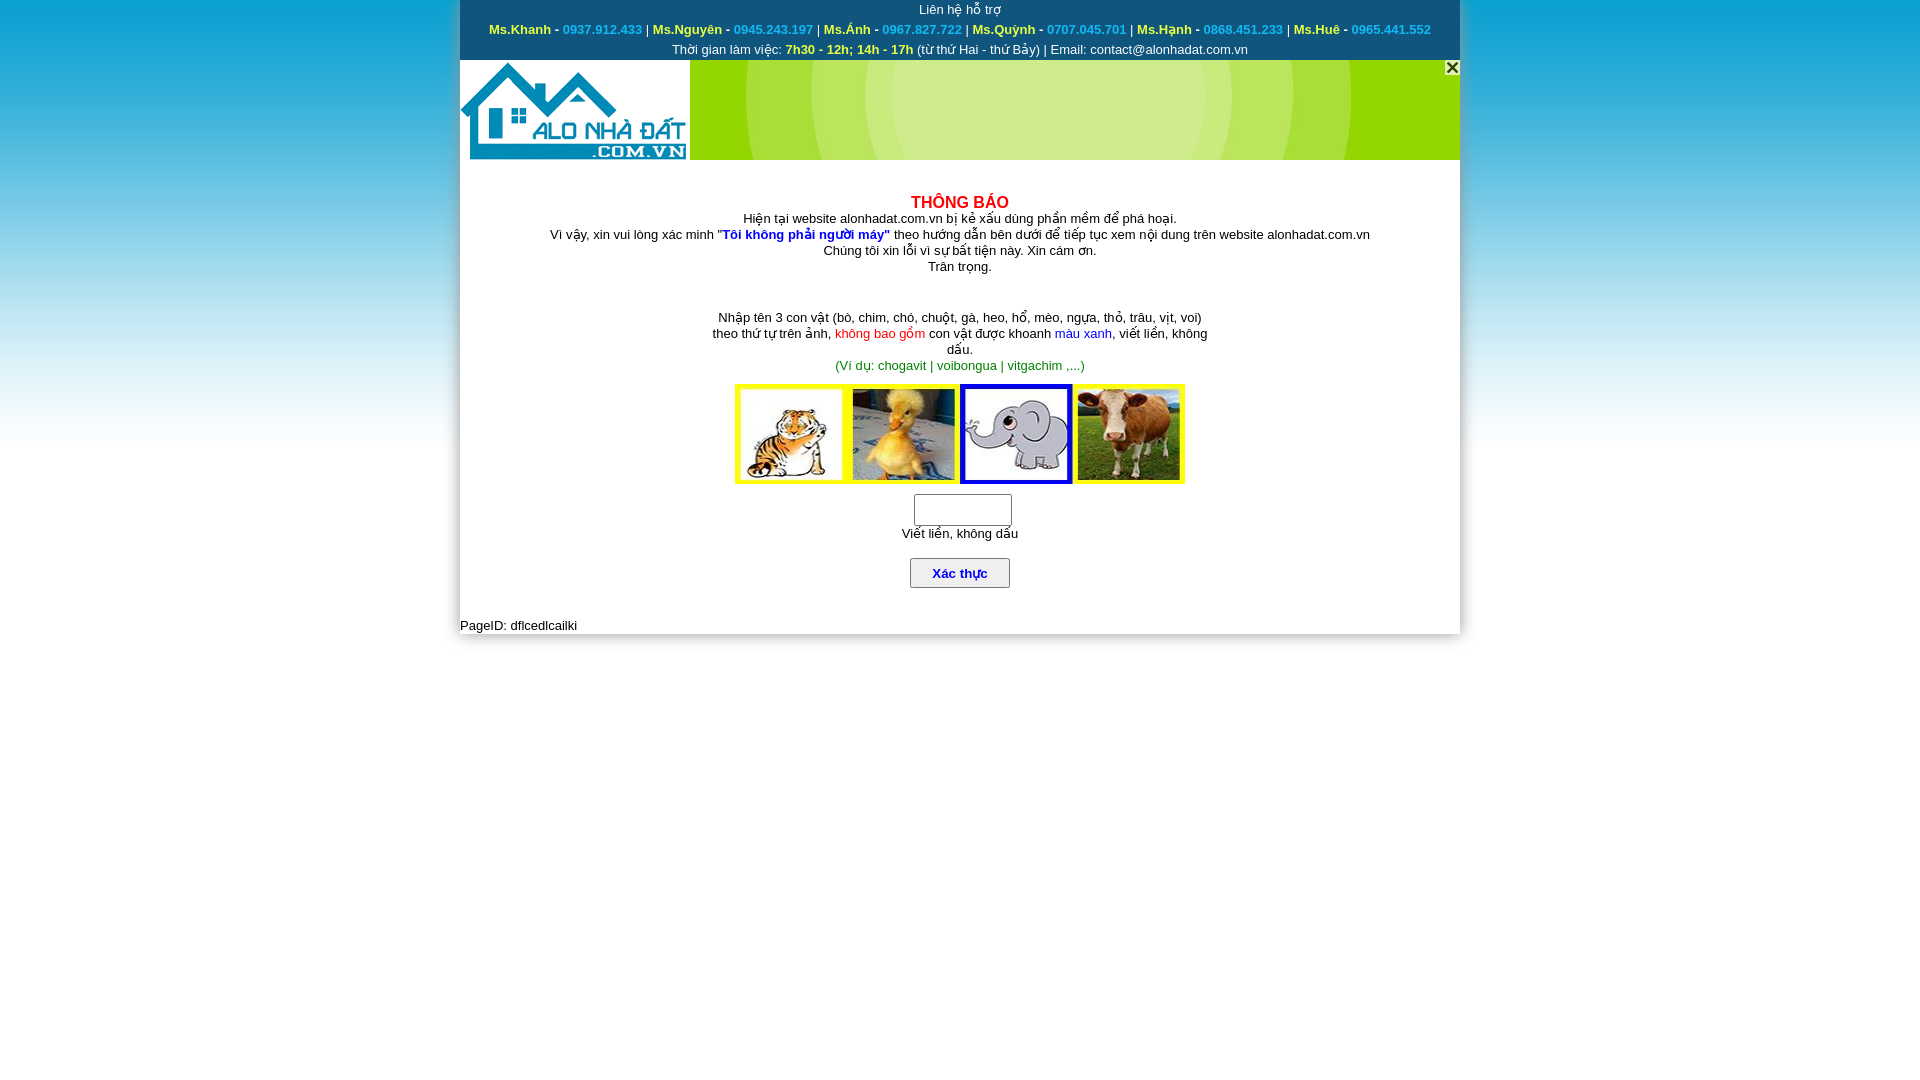 Liên hệ hỗ trợ
Ms.Khanh - 0937.912.433 | Ms.Nguyên - 0945.243.197 | Ms.Ánh - 0967.827.722 | Ms.Quỳnh - 0707.045.701 | Ms.Hạnh - 0868.451.233 | Ms.Huê - 0965.441.552
Thời gian làm việc: 7h30 - 12h; 14h - 17h (từ thứ Hai - thứ Bảy) | Email: contact@alonhadat.com.vn
ALO NHÀ ĐẤT
.COM.VN
THÔNG BÁO
Hiện tại website alonhadat.com.vn bị kẻ xấu dùng phần mềm để phá hoại.
Vì vậy, xin vui lòng xác minh "Tôi không phải người máy" theo hướng dẫn bên dưới để tiếp tục xem nội dung trên website alonhadat.com.vn
Chúng tôi xin lỗi vì sự bất tiện này. Xin cám ơn.
Trân trọng.
Nhập tên 3 con vật (bò, chim, chó, chuột, gà, heo, hổ, mèo, ngựa, thỏ, trâu, vịt, voi)
theo thứ tự trên ảnh, không bao gồm con vật được khoanh màu xanh, viết liền, không
dấu.
(Ví dụ: chogavit | voibongua | vitgachim ,...)
Viết liền, không dấu
Xác thực
PageID: dflcedlcailki